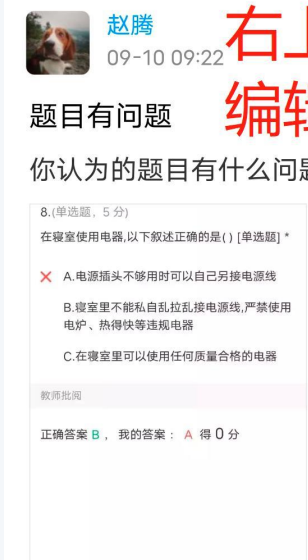 赵腾
09-10 09:22
右上
编辑
题目有问题
你认为的题目有什么问题
8.(单选题, 5 分)
在寝室使用电器,以下叙述正确的是( ) [单选题] *
A.电源插头不够用时可以自己另接电源线
B.寝室里不能私自乱拉乱接电源线,严禁使用
电炉、热得快等违规电器
C.在寝室里可以使用任何质量合格的电器
教师批阅
正确答案 B ， 我的答案： A 得 0 分